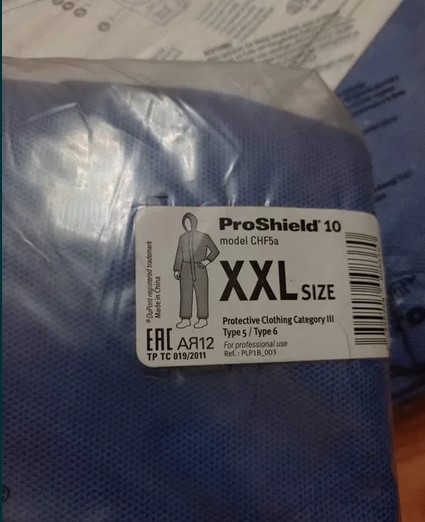 ProShield® 10
model CHF5a
XXL SIZE
Protective Clothing Category III
Type 5 / Type 6
For professional use
Ref.: PLP1B_003
® DuPont registered trademark
Made in China
EAC АЯ12
TP TC 019/2011